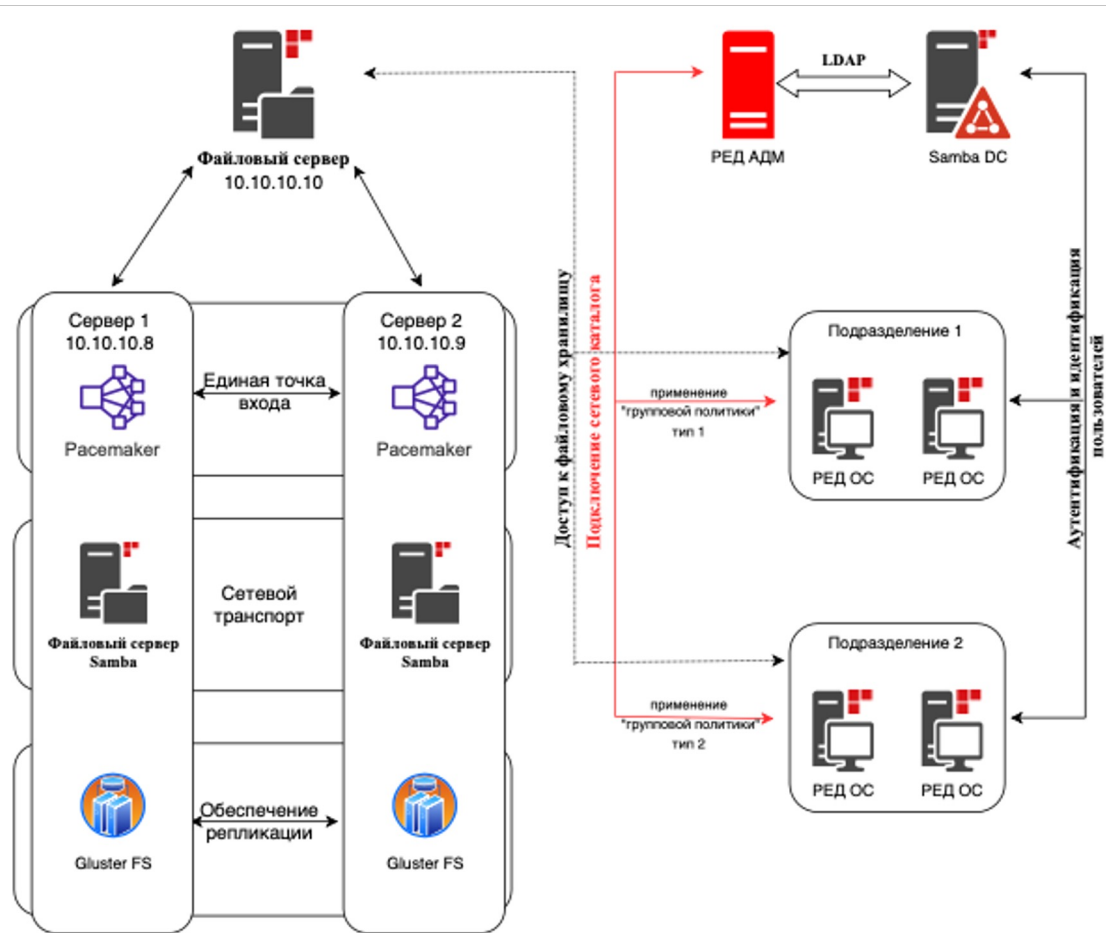 Файловый сервер
10.10.10.10
LDAP
РЕД АДМ
Samba DC
Сервер 1
10.10.10.8
Pacemaker
Единая точка
входа
Сервер 2
10.10.10.9
Pacemaker
Файловый сервер
Samba
Сетевой
транспорт
Файловый сервер
Samba
Gluster FS
Обеспечение
репликации
Gluster FS
Доступ к файловому хранилищу
Подключение сетевого каталога
применение
"групповой политики"
тип 1
Подразделение 1
РЕД ОС
РЕД ОС
применение
"групповой политики"
тип 2
Подразделение 2
РЕД ОС
РЕД ОС
Аутентификация и идентификация
пользователей